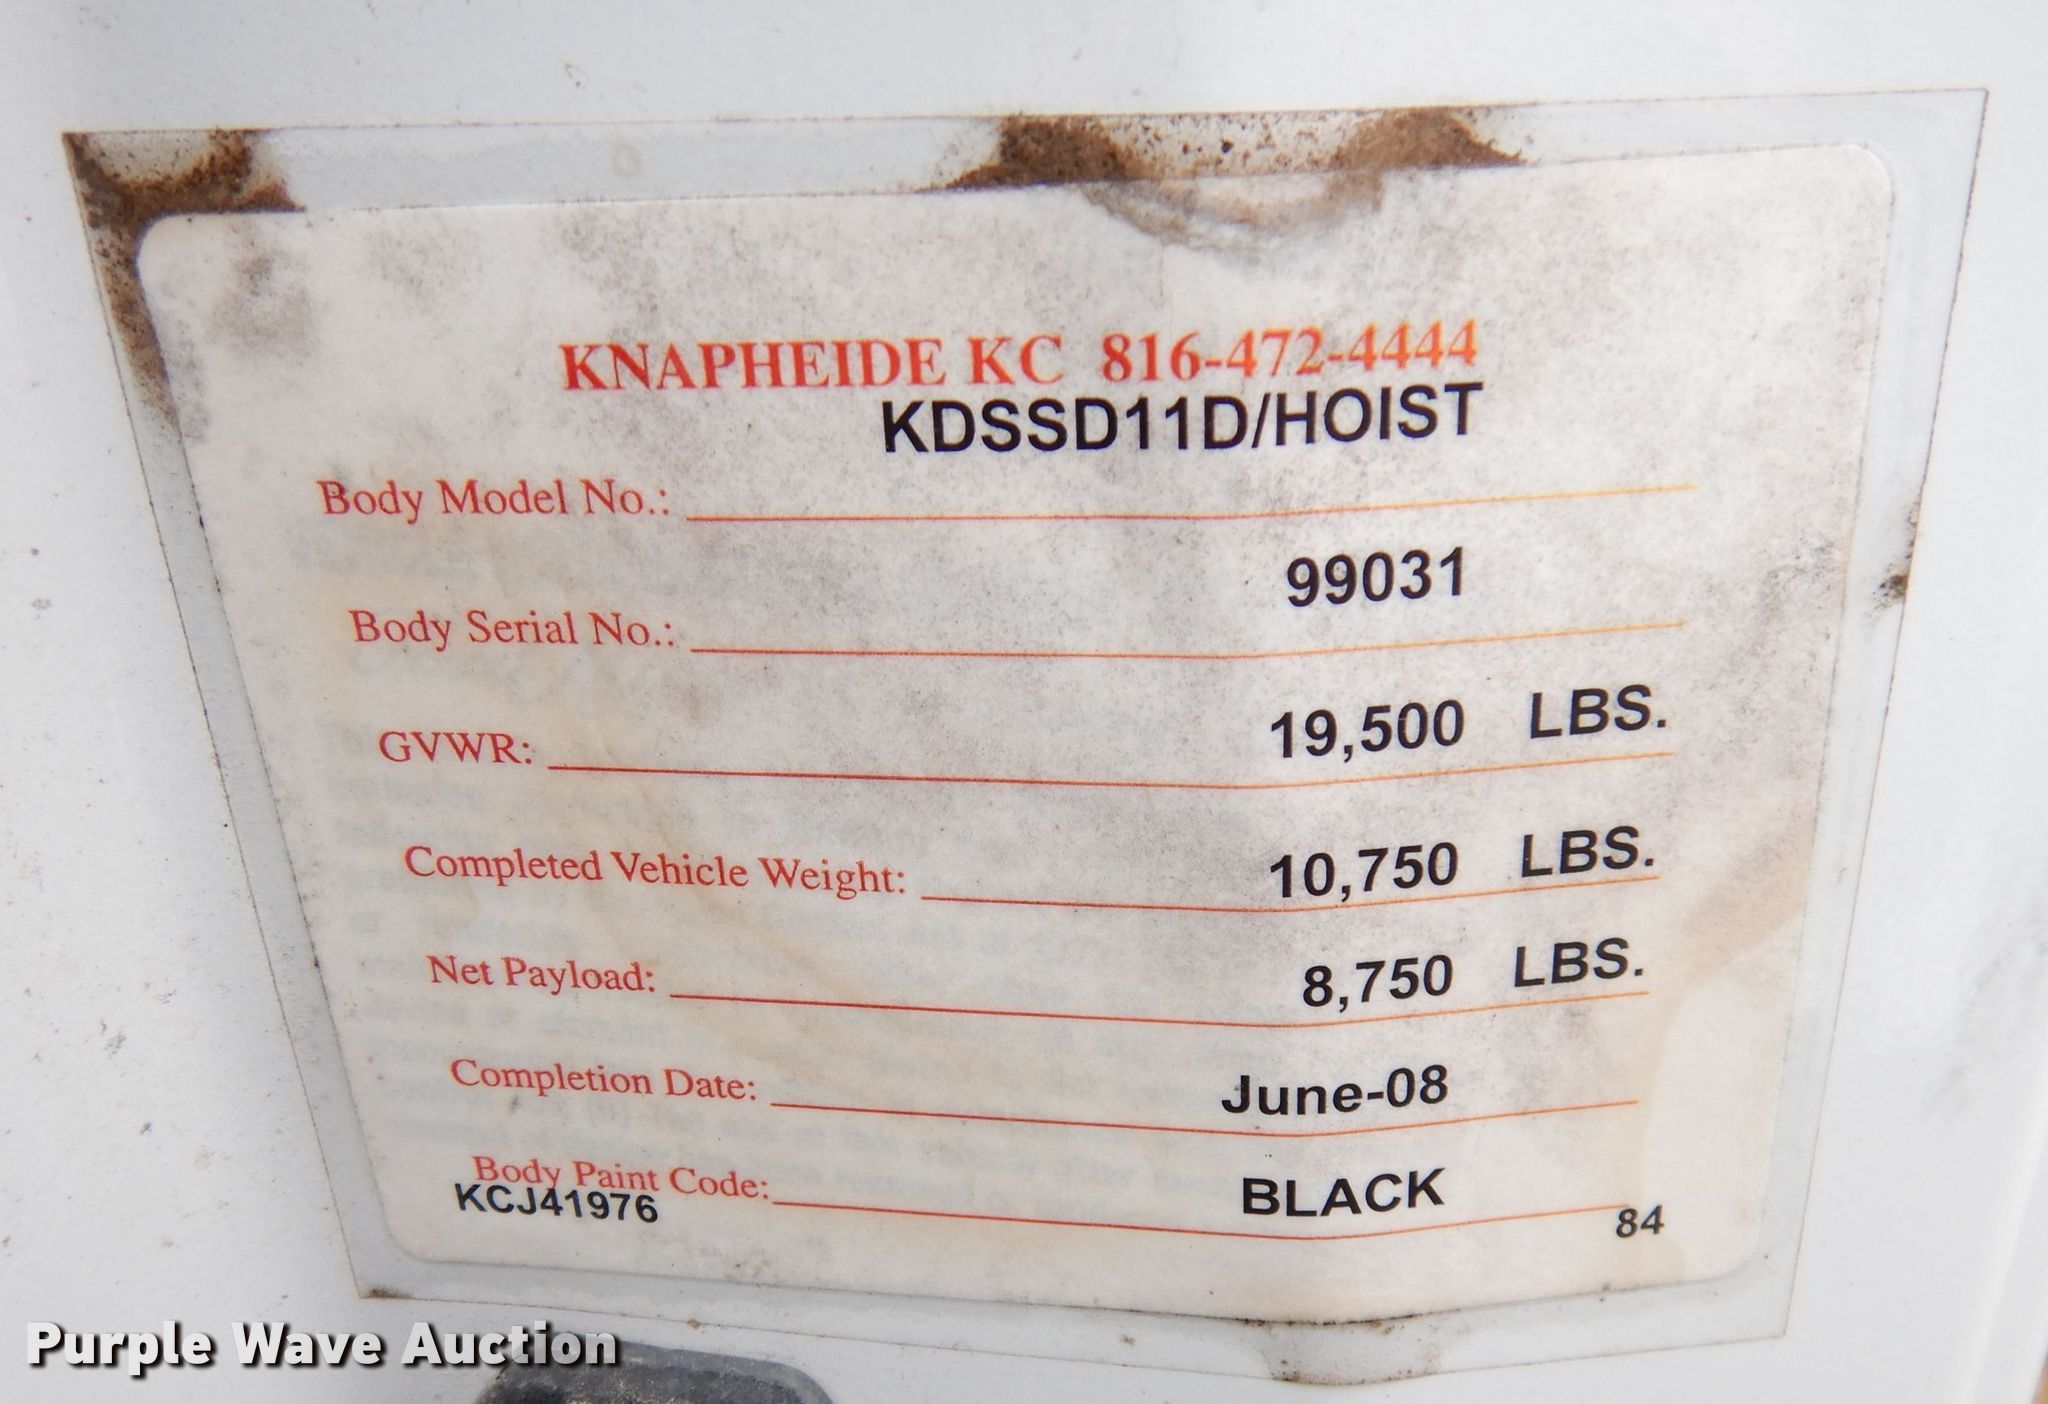 KNAPHEIDE KC 816-472-4444
KDSSD11D/HOIST
Body Model No.:
99031
Body Serial No.:
GVWR: 19,500 LBS.
Completed Vehicle Weight: 10,750 LBS.
Net Payload: 8,750 LBS.
Completion Date: June-08
Body Paint Code: BLACK
KCJ41976 84
Purple Wave Auction